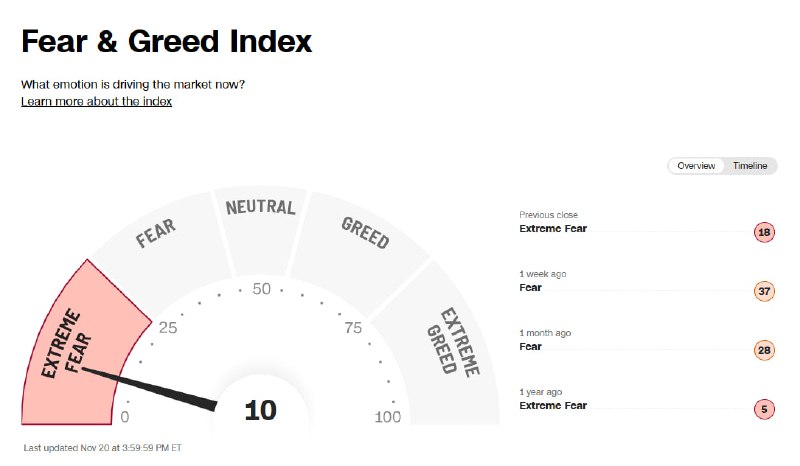 Fear & Greed Index
What emotion is driving the market now?
Learn more about the index
Overview
Timeline
EXTREME
FEAR
FEAR
NEUTRAL
GREED
EXTREME
GREED
0
25
50
75
100
10
Last updated Nov 20 at 3:59:59 PM ET
Previous close
Extreme Fear
18
1 week ago
Fear
37
1 month ago
Fear
28
1 year ago
Extreme Fear
5